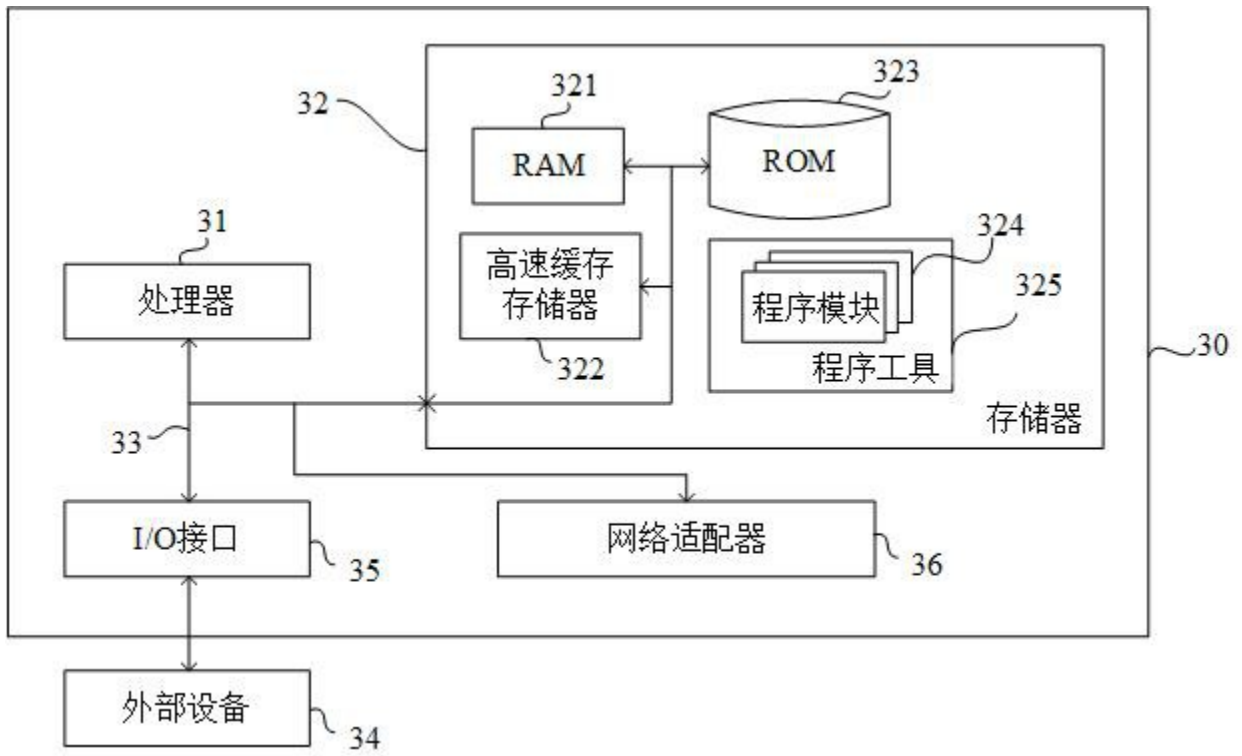 323
321
32
RAM
ROM
31
324
高速缓存
存储器
处理器
程序模块
325
322
程序工具
30
存储器
33
I/O接口
网络适配器
35
36
外部设备
34